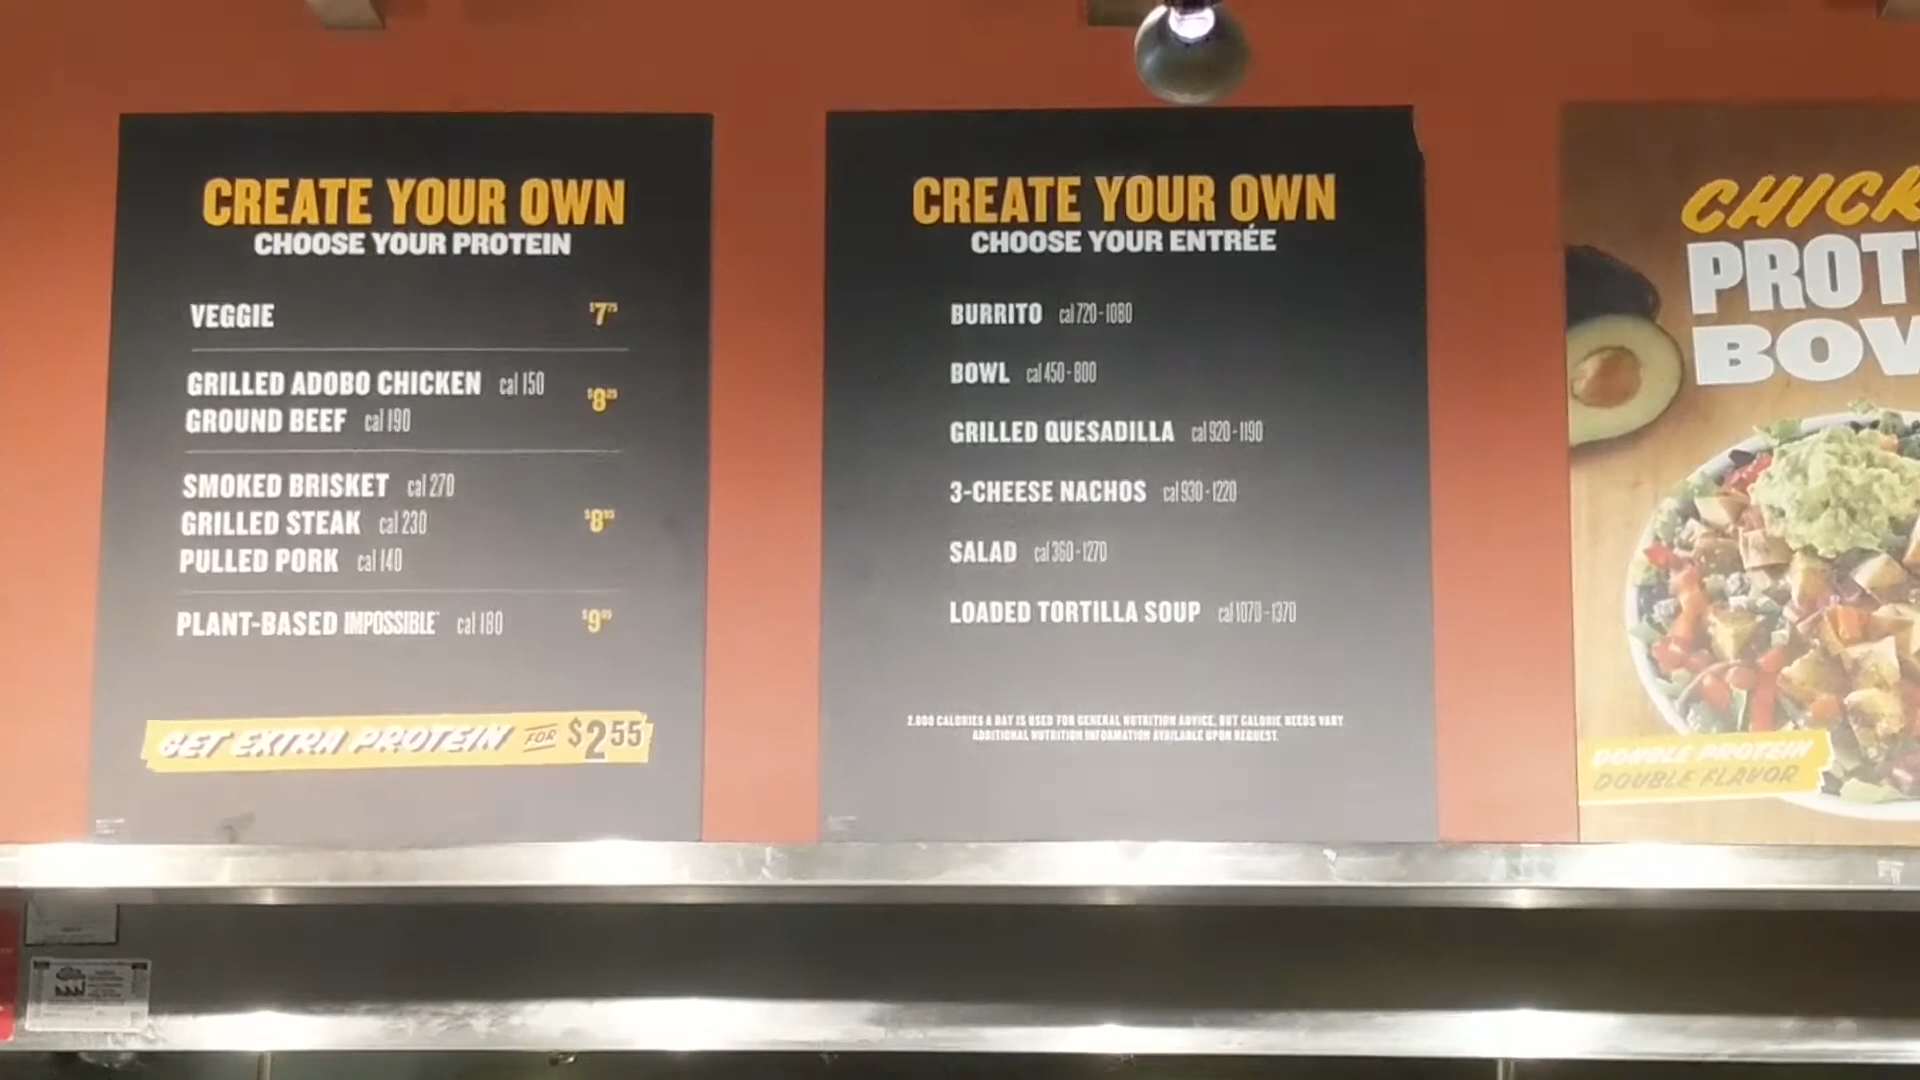 CREATE YOUR OWN
CHOOSE YOUR PROTEIN
VEGGIE $7
GRILLED ADOBO CHICKEN cal 150
GROUND BEEF cal 190
$8
SMOKED BRISKET cal 270
GRILLED STEAK cal 230
PULLED PORK cal 140
$8
PLANT-BASED IMPOSSIBLE cal 180 $9
GET EXTRA PROTEIN FOR $2 55
CREATE YOUR OWN
CHOOSE YOUR ENTRÉE
BURRITO cal 720-1080
BOWL cal 450-800
GRILLED QUESADILLA cal 920-1190
3-CHEESE NACHOS cal 930-1220
SALAD cal 360-1270
LOADED TORTILLA SOUP cal 1070-1370
2,000 CALORIES A DAY IS USED FOR GENERAL NUTRITION ADVICE, BUT CALORIE NEEDS VARY.
ADDITIONAL NUTRITION INFORMATION AVAILABLE UPON REQUEST.
CHICK
PROT
BOW
DOUBLE PROTEIN
DOUBLE FLAVOR